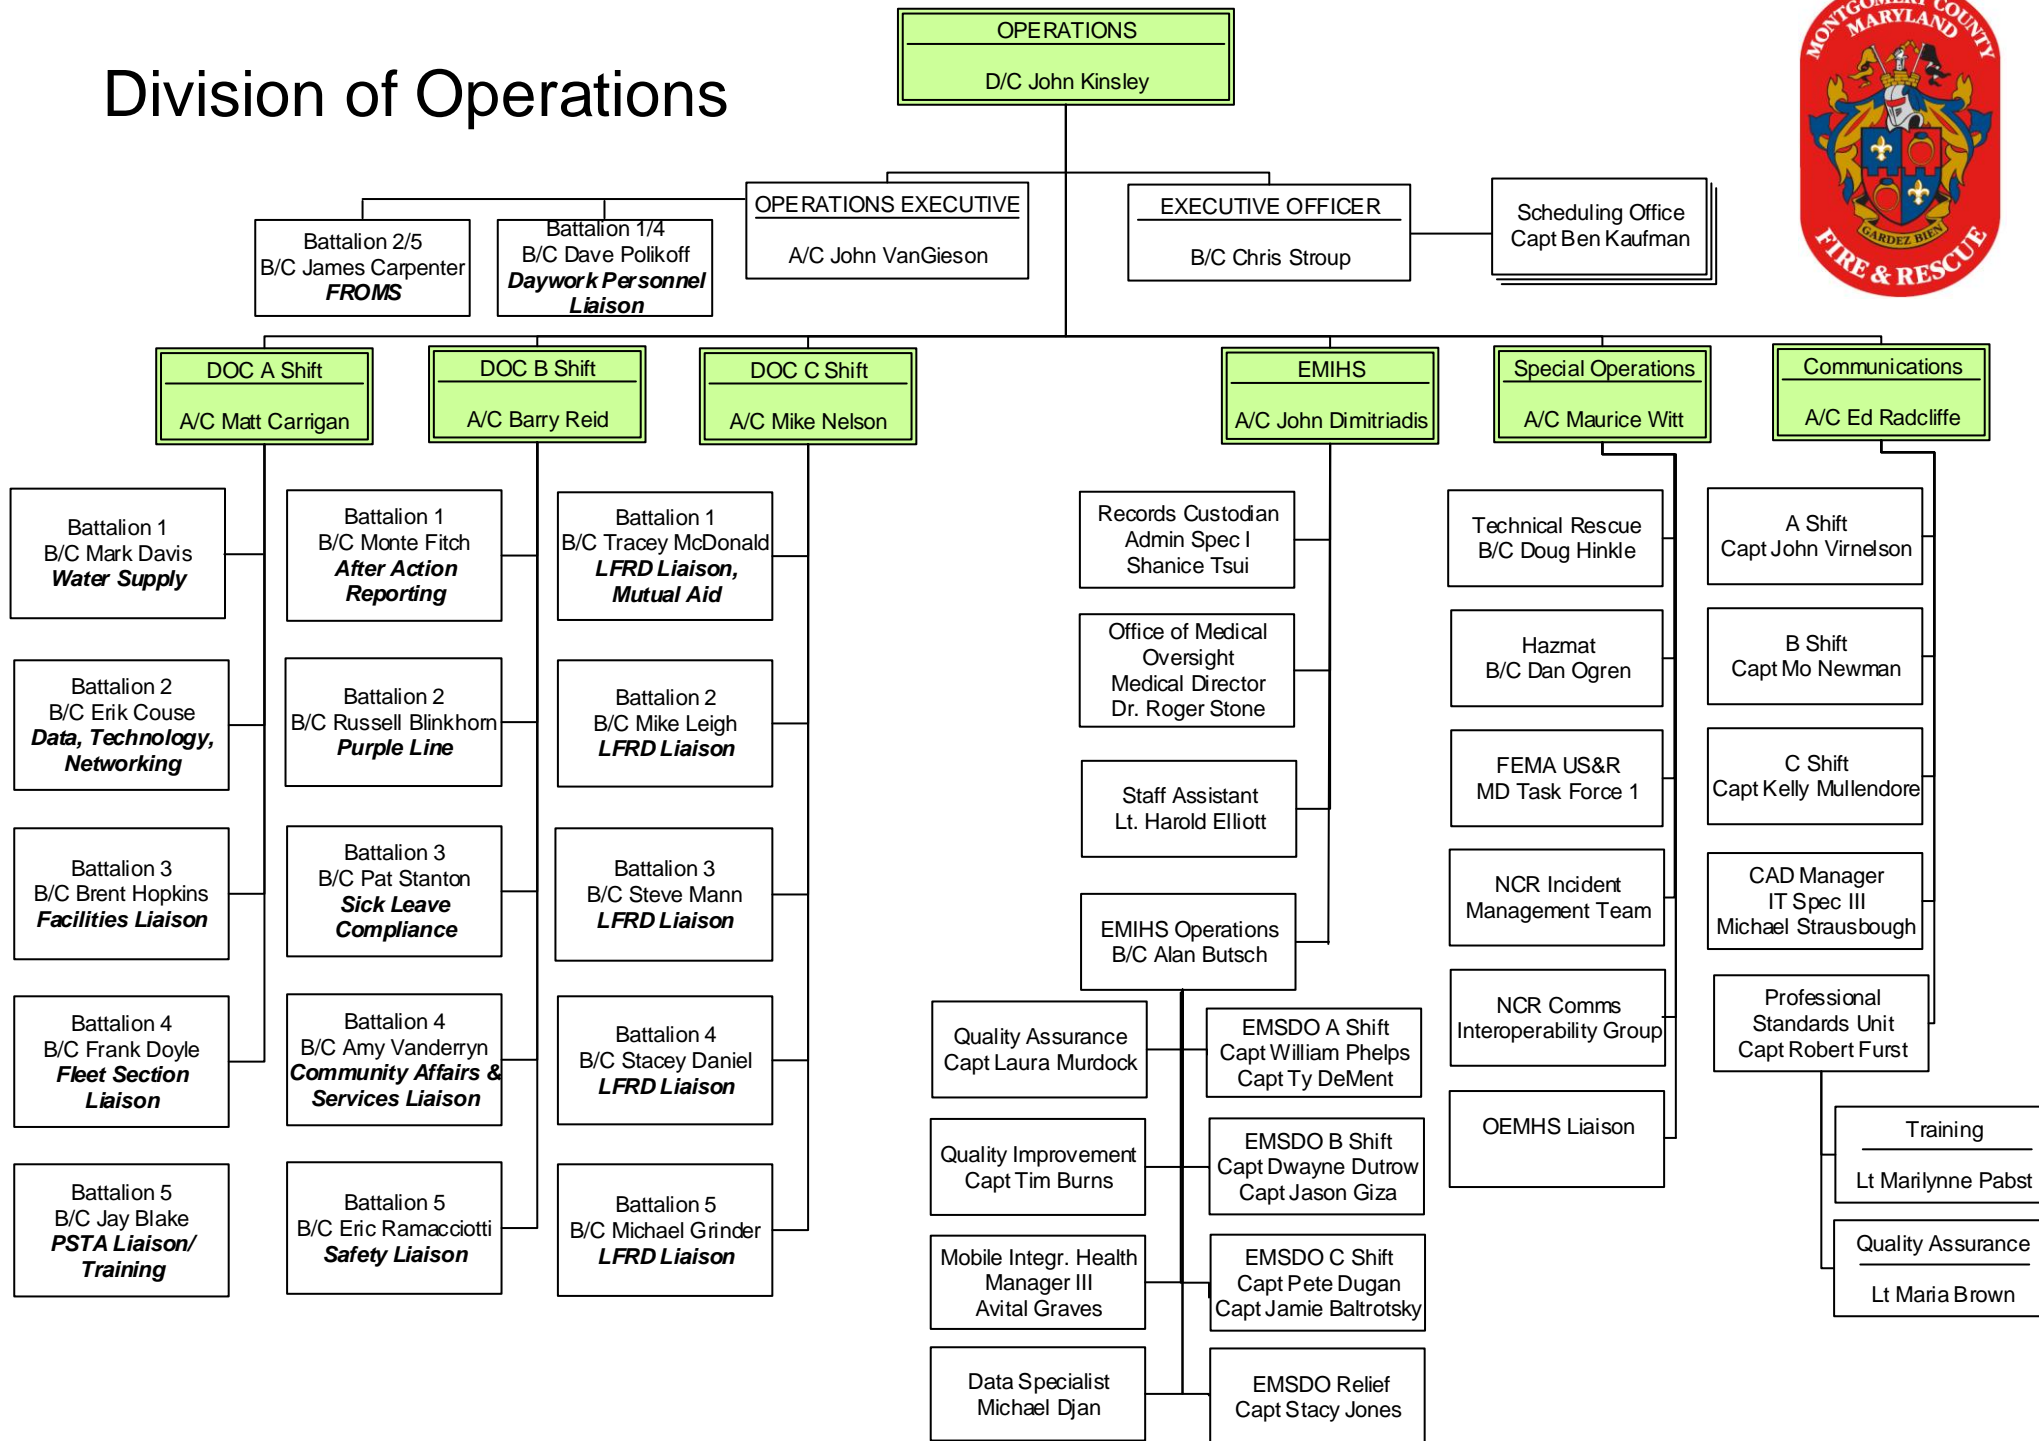 Division of Operations
OPERATIONS
D/C John Kinsley
MONTGOMERY COUNTY
MARYLAND
GARDEZ BIEN
FIRE & RESCUE
OPERATIONS EXECUTIVE
A/C John VanGieson
EXECUTIVE OFFICER
B/C Chris Stroup
Scheduling Office
Capt Ben Kaufman
Battalion 2/5
B/C James Carpenter
FROMS
Battalion 1/4
B/C Dave Polikoff
Daywork Personnel
Liaison
DOC A Shift
A/C Matt Carrigan
DOC B Shift
A/C Barry Reid
DOC C Shift
A/C Mike Nelson
EMIHS
A/C John Dimitriadis
Special Operations
A/C Maurice Witt
Communications
A/C Ed Radcliffe
Battalion 1
B/C Mark Davis
Water Supply
Battalion 2
B/C Erik Couse
Data, Technology,
Networking
Battalion 3
B/C Brent Hopkins
Facilities Liaison
Battalion 4
B/C Frank Doyle
Fleet Section
Liaison
Battalion 5
B/C Jay Blake
PSTA Liaison/
Training
Battalion 1
B/C Monte Fitch
After Action
Reporting
Battalion 2
B/C Russell Blinkhorn
Purple Line
Battalion 3
B/C Pat Stanton
Sick Leave
Compliance
Battalion 4
B/C Amy Vanderryn
Community Affairs &
Services Liaison
Battalion 5
B/C Eric Ramacciotti
Safety Liaison
Battalion 1
B/C Tracey McDonald
LFRD Liaison,
Mutual Aid
Battalion 2
B/C Mike Leigh
LFRD Liaison
Battalion 3
B/C Steve Mann
LFRD Liaison
Battalion 4
B/C Stacey Daniel
LFRD Liaison
Battalion 5
B/C Michael Grinder
LFRD Liaison
Records Custodian
Admin Spec I
Shanice Tsui
Office of Medical
Oversight
Medical Director
Dr. Roger Stone
Staff Assistant
Lt. Harold Elliott
EMIHS Operations
B/C Alan Butsch
Quality Assurance
Capt Laura Murdock
Quality Improvement
Capt Tim Burns
Mobile Integr. Health
Manager III
Avital Graves
Data Specialist
Michael Djan
EMSDO A Shift
Capt William Phelps
Capt Ty DeMent
EMSDO B Shift
Capt Dwayne Dutrow
Capt Jason Giza
EMSDO C Shift
Capt Pete Dugan
Capt Jamie Baltrotsky
EMSDO Relief
Capt Stacy Jones
Technical Rescue
B/C Doug Hinkle
Hazmat
B/C Dan Ogren
FEMA US&R
MD Task Force 1
NCR Incident
Management Team
NCR Comms
Interoperability Group
OEMHS Liaison
A Shift
Capt John Virnelson
B Shift
Capt Mo Newman
C Shift
Capt Kelly Mullendore
CAD Manager
IT Spec III
Michael Strausbough
Professional
Standards Unit
Capt Robert Furst
Training
Lt Marilynne Pabst
Quality Assurance
Lt Maria Brown